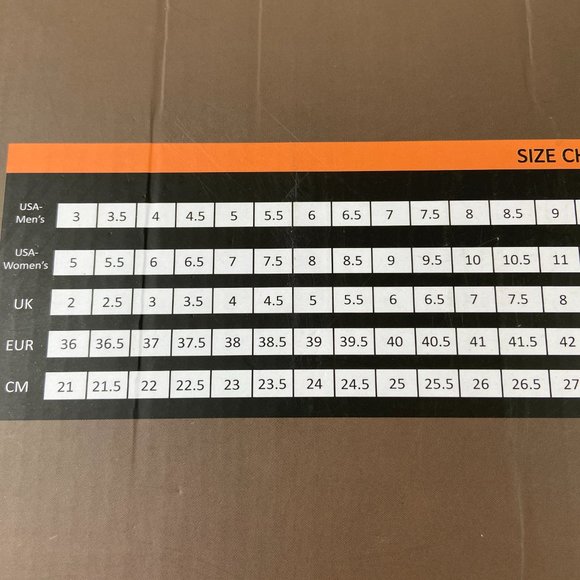 SIZE CH
USA-
Men's 3 3.5 4 4.5 5 5.5 6 6.5 7 7.5 8 8.5 9
USA-
Women's 5 5.5 6 6.5 7 7.5 8 8.5 9 9.5 10 10.5 11
UK 2 2.5 3 3.5 4 4.5 5 5.5 6 6.5 7 7.5 8
EUR 36 36.5 37 37.5 38 38.5 39 39.5 40 40.5 41 41.5 42
CM 21 21.5 22 22.5 23 23.5 24 24.5 25 25.5 26 26.5 27